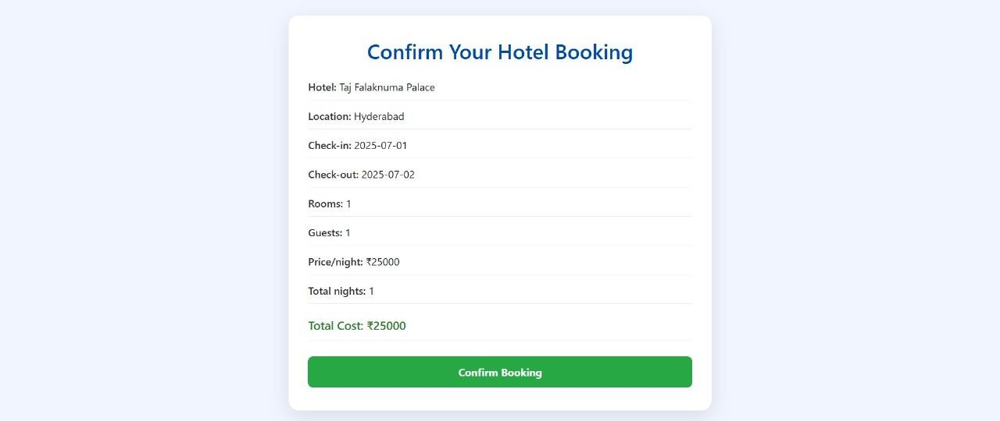 Confirm Your Hotel Booking
Hotel: Taj Falaknuma Palace
Location: Hyderabad
Check-in: 2025-07-01
Check-out: 2025-07-02
Rooms: 1
Guests: 1
Price/night: ₹25000
Total nights: 1
Total Cost: ₹25000
Confirm Booking